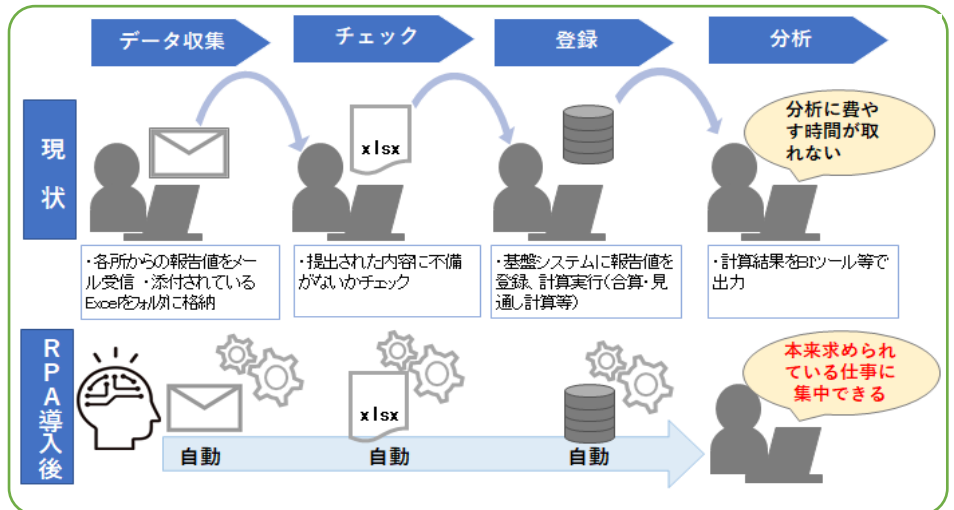 データ収集
チェック
登録
分析
現状
xlsx
分析に費や
す時間が取
れない
・各所からの報告値をメー
ル受信・添付されている
Excelをフォルダに格納
・提出された内容に不備
がないかチェック
・基盤システムに報告値を
登録、計算実行(合算・見
通し計算等)
・計算結果をBIツール等で
出力
RPA導入後
xlsx
本来求められ
ている仕事に
集中できる
自動
自動
自動